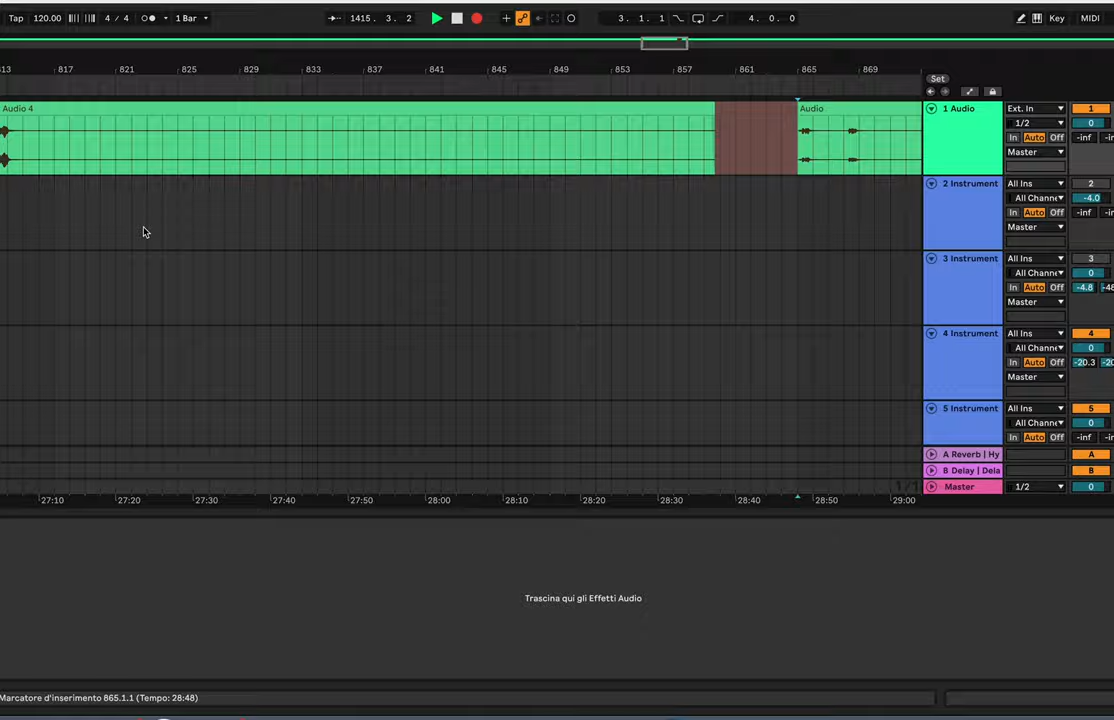 Tap 120.00 4 / 4 1 Bar 1415. 3. 2 3. 1. 1 4. 0. 0 Key MIDI
813 817 821 825 829 833 837 841 845 849 853 857 861 865 869
Set
Audio 4 Audio 1 Audio Ext. In 1
1/2 0
In Auto Off -inf
Master
2 Instrument All Ins 2
All Channe -4.0
In Auto Off -inf
Master
3 Instrument All Ins 3
All Channe 0
In Auto Off -4.8 -48
Master
4 Instrument All Ins 4
All Channe 0
In Auto Off -20.3 -20
Master
5 Instrument All Ins 5
All Channe 0
In Auto Off -inf
A Reverb | Hy A
B Delay | Dela B
1/1 Master 1/2 0
27:10 27:20 27:30 27:40 27:50 28:00 28:10 28:20 28:30 28:40 28:50 29:00
Trascina qui gli Effetti Audio
Marcatore d'inserimento 865.1.1 (Tempo: 28:48)